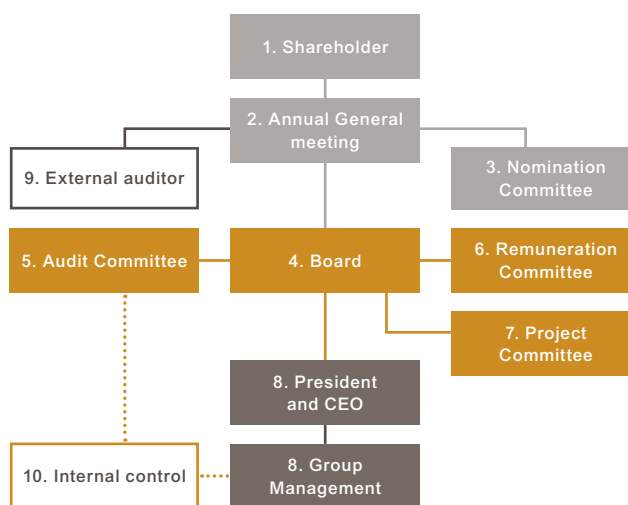 1. Shareholder
2. Annual General
meeting
9. External auditor
3. Nomination
Committee
5. Audit Committee
4. Board
6. Remuneration
Committee
7. Project
Committee
8. President
and CEO
10. Internal control
8. Group
Management